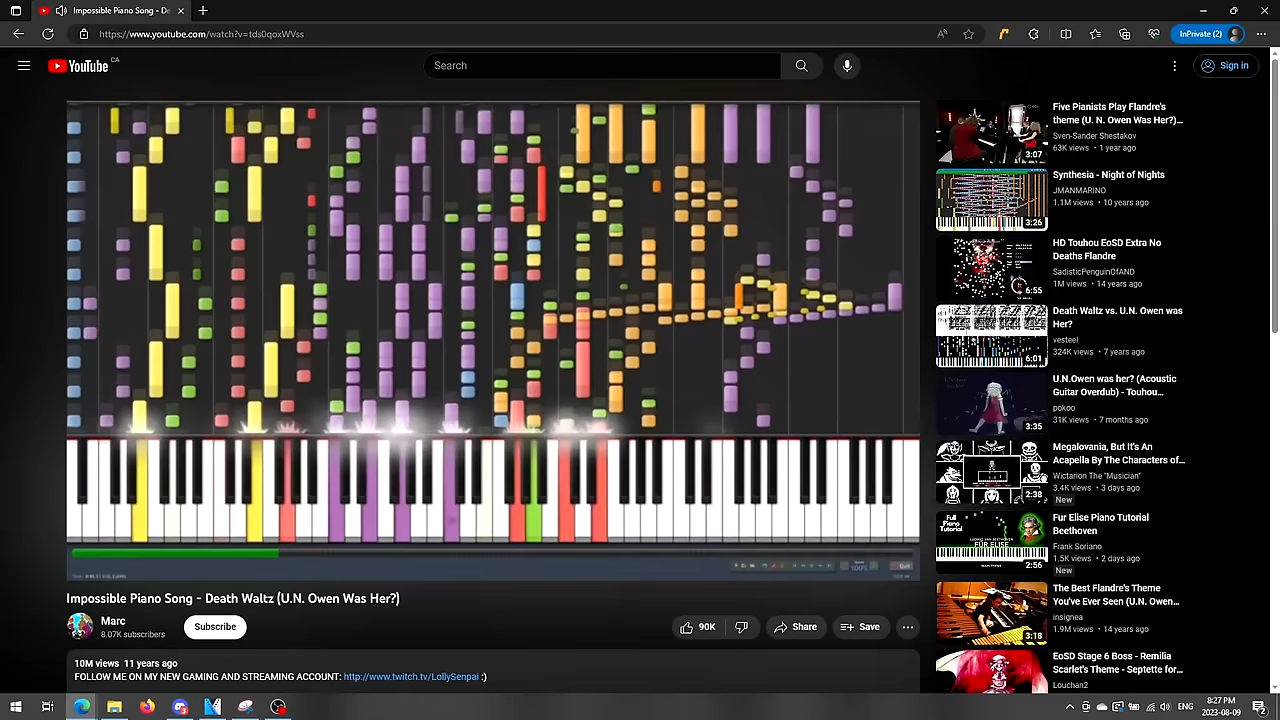 Impossible Piano Song - De
https://www.youtube.com/watch?v=tds0qoxWVss
InPrivate (2)
YouTube CA
Search
Sign in
Five Pianists Play Flandre's
theme (U. N. Owen Was Her?)...
Sven-Sander Shestakov
63K views • 1 year ago
3:07
Synthesia - Night of Nights
JMANMARINO
1.1M views • 10 years ago
3:26
HD Touhou EoSD Extra No
Deaths Flandre
SadisticPenguinOfAND
1M views • 14 years ago
6:55
Death Waltz vs. U.N. Owen was
Her?
vesteel
324K views • 7 years ago
6:01
U.N.Owen was her? (Acoustic
Guitar Overdub) - Touhou...
pokoo
31K views • 7 months ago
3:35
Megalovania, But It's An
Acapella By The Characters of...
Wictarion The "Musician"
3.4K views • 3 days ago
New
2:38
Fur Elise Piano Tutorial
Beethoven
Frank Soriano
1.5K views • 2 days ago
New
Full
Piano
Tutorial
FÜR ELISE
2:56
The Best Flandre's Theme
You've Ever Seen (U.N. Owen...
insignea
1.9M views • 14 years ago
3:18
EoSD Stage 6 Boss - Remilia
Scarlet's Theme - Septette for...
Louchan2
Speed
100%
Quit
Impossible Piano Song - Death Waltz (U.N. Owen Was Her?)
Marc
8.07K subscribers
Subscribe
90K
Share
Save
10M views 11 years ago
FOLLOW ME ON MY NEW GAMING AND STREAMING ACCOUNT: http://www.twitch.tv/LollySenpai :)
ENG
8:27 PM
2023-08-09
2